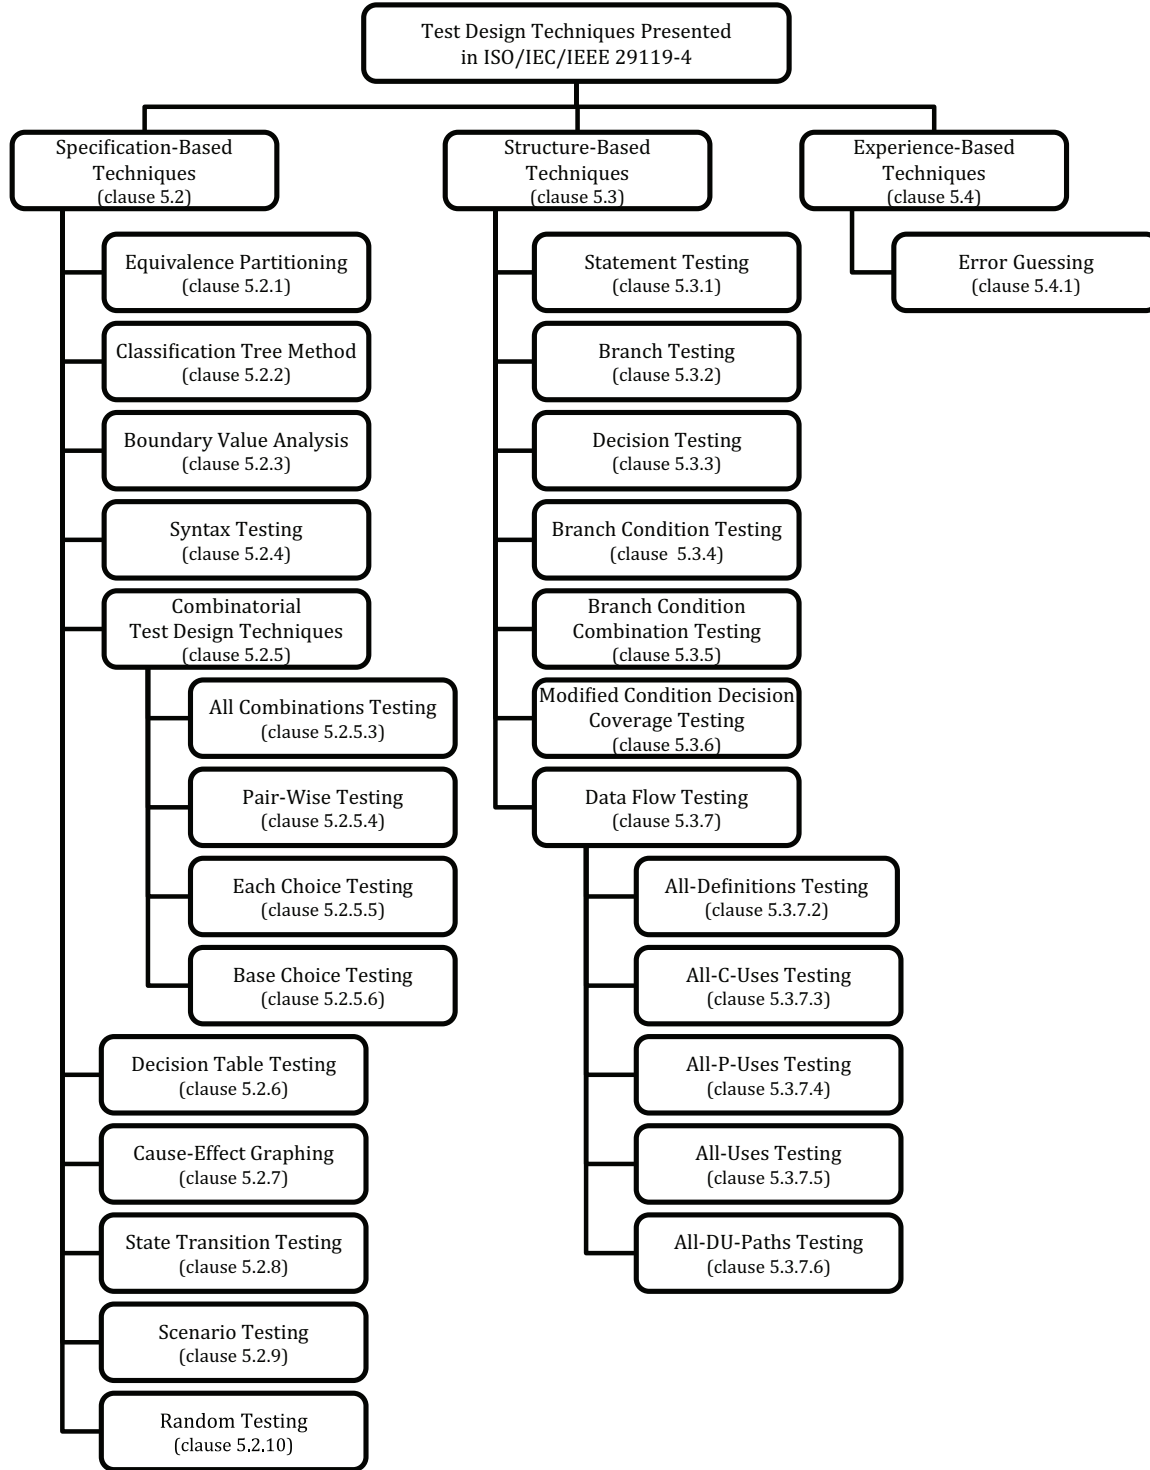 Test Design Techniques Presented
in ISO/IEC/IEEE 29119-4
Specification-Based
Techniques
(clause 5.2)
Equivalence Partitioning
(clause 5.2.1)
Classification Tree Method
(clause 5.2.2)
Boundary Value Analysis
(clause 5.2.3)
Syntax Testing
(clause 5.2.4)
Combinatorial
Test Design Techniques
(clause 5.2.5)
All Combinations Testing
(clause 5.2.5.3)
Pair-Wise Testing
(clause 5.2.5.4)
Each Choice Testing
(clause 5.2.5.5)
Base Choice Testing
(clause 5.2.5.6)
Decision Table Testing
(clause 5.2.6)
Cause-Effect Graphing
(clause 5.2.7)
State Transition Testing
(clause 5.2.8)
Scenario Testing
(clause 5.2.9)
Random Testing
(clause 5.2.10)
Structure-Based
Techniques
(clause 5.3)
Statement Testing
(clause 5.3.1)
Branch Testing
(clause 5.3.2)
Decision Testing
(clause 5.3.3)
Branch Condition Testing
(clause  5.3.4)
Branch Condition
Combination Testing
(clause 5.3.5)
Modified Condition Decision
Coverage Testing
(clause 5.3.6)
Data Flow Testing
(clause 5.3.7)
All-Definitions Testing
(clause 5.3.7.2)
All-C-Uses Testing
(clause 5.3.7.3)
All-P-Uses Testing
(clause 5.3.7.4)
All-Uses Testing
(clause 5.3.7.5)
All-DU-Paths Testing
(clause 5.3.7.6)
Experience-Based
Techniques
(clause 5.4)
Error Guessing
(clause 5.4.1)